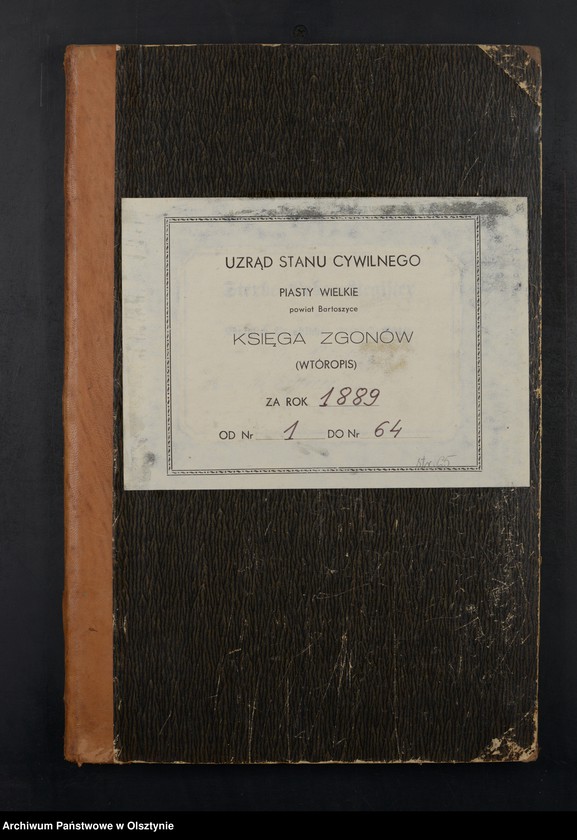 UZRĄD STANU CYWILNEGO
PIASTY WIELKIE
powiat Bartoszyce
KSIĘGA ZGONÓW
(WTÓROPIS)
ZA ROK 1889
OD Nr 1 DO Nr 64
Archiwum Państwowe w Olsztynie